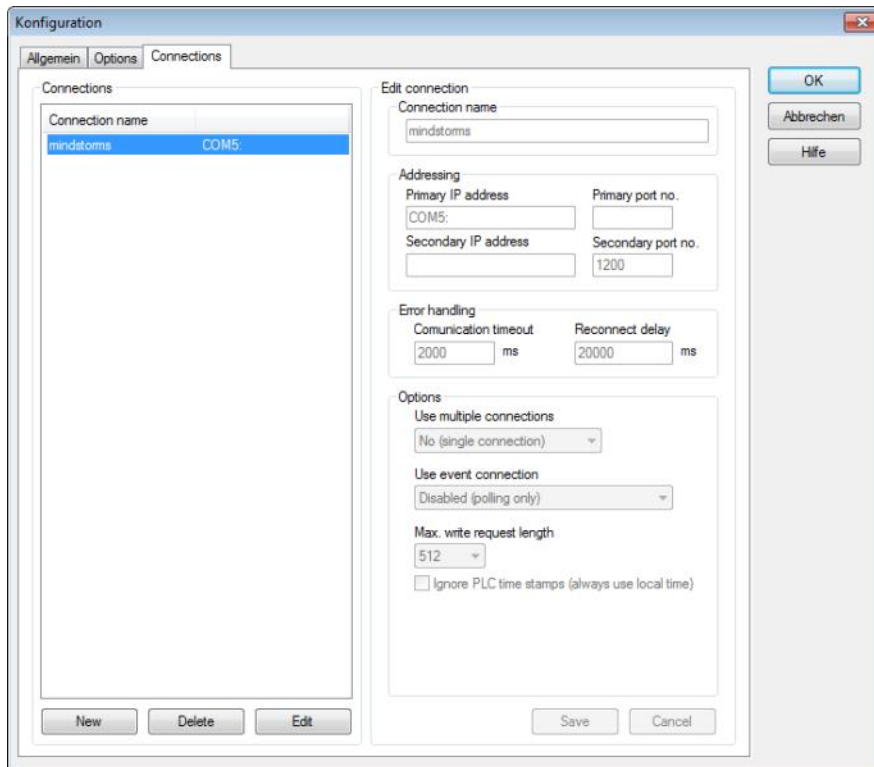 Konfiguration
Allgemein Options Connections
Connections
Connection name
mindstorms COM5:
New Delete Edit
Edit connection
Connection name
mindstorms
Addressing
Primary IP address Primary port no.
COM5:
Secondary IP address Secondary port no.
1200
Error handling
Comunication timeout Reconnect delay
2000 ms 20000 ms
Options
Use multiple connections
No (single connection)
Use event connection
Disabled (polling only)
Max. write request length
512
Ignore PLC time stamps (always use local time)
Save Cancel
OK
Abbrechen
Hilfe